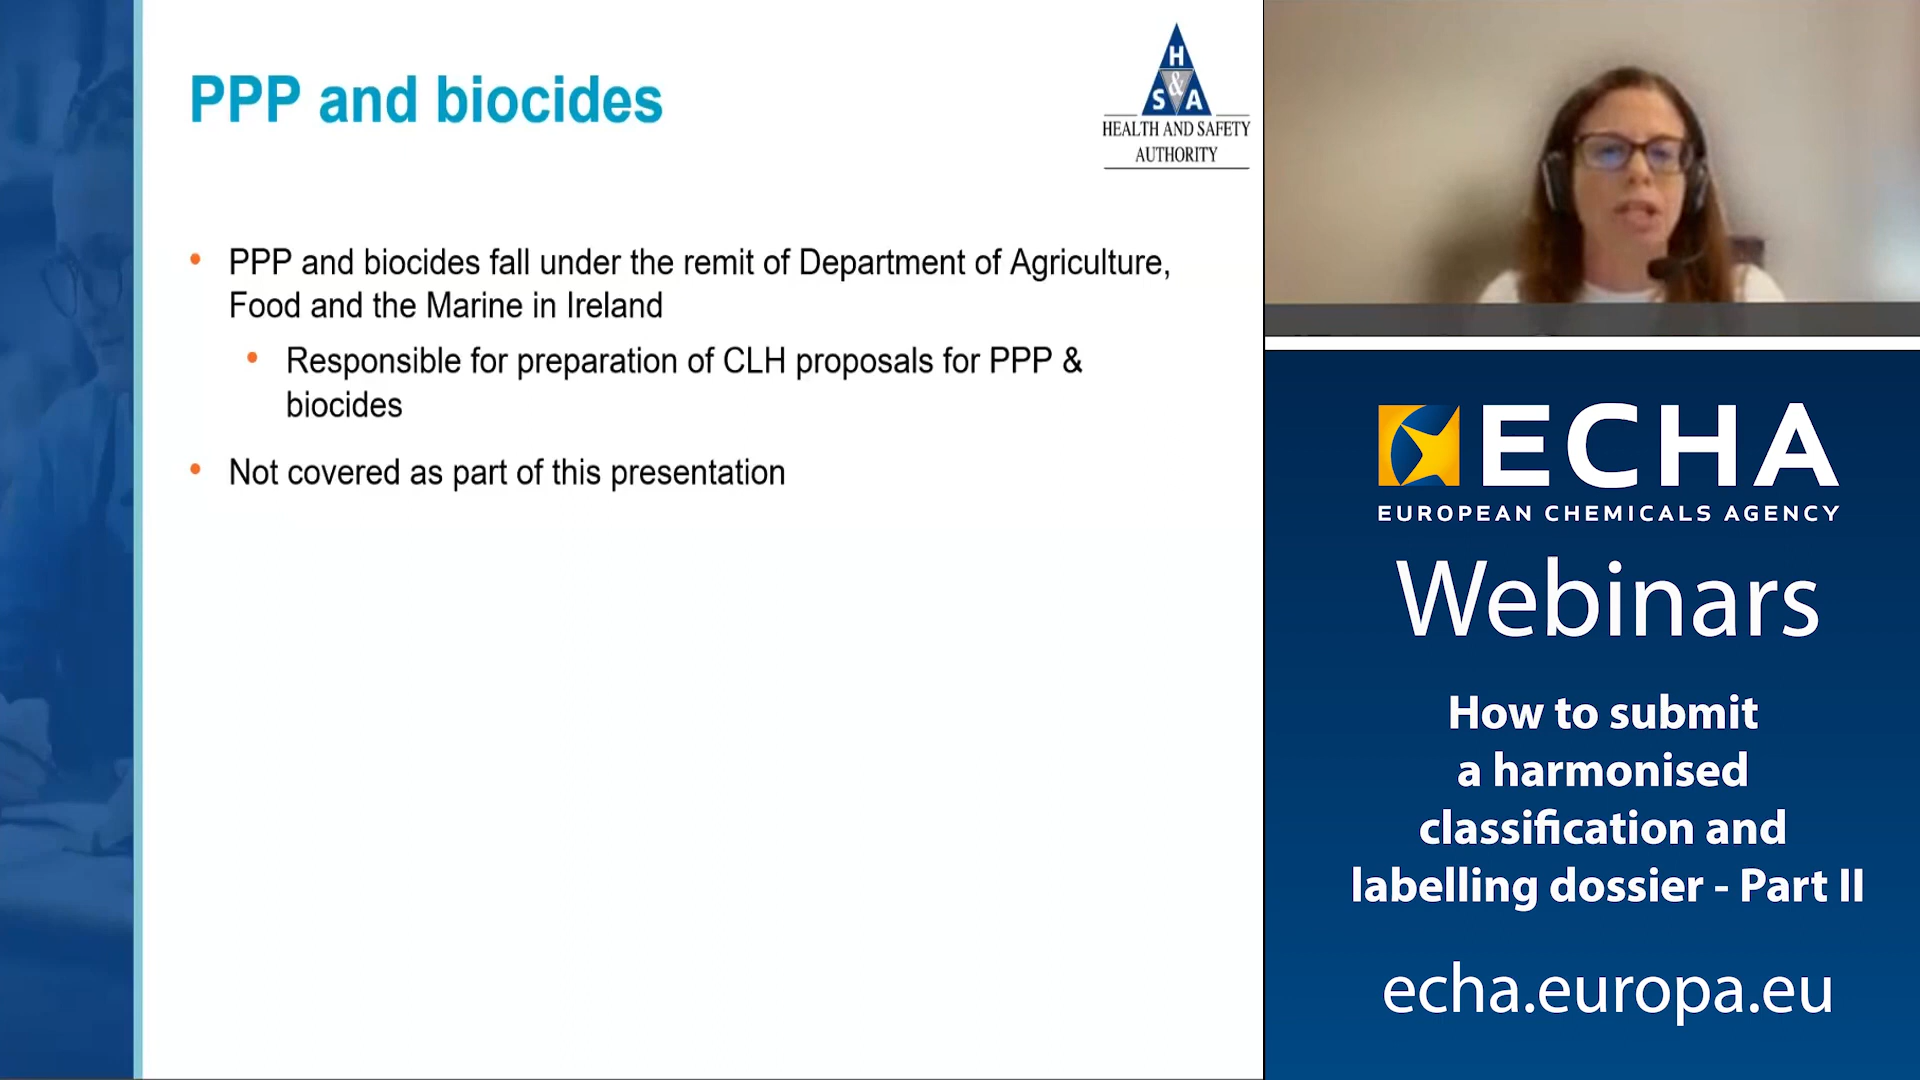 PPP and biocides
H
&
S A
HEALTH AND SAFETY
AUTHORITY
• PPP and biocides fall under the remit of Department of Agriculture,
Food and the Marine in Ireland
• Responsible for preparation of CLH proposals for PPP &
biocides
• Not covered as part of this presentation
ECHA
EUROPEAN CHEMICALS AGENCY
Webinars
How to submit
a harmonised
classification and
labelling dossier - Part II
echa.europa.eu